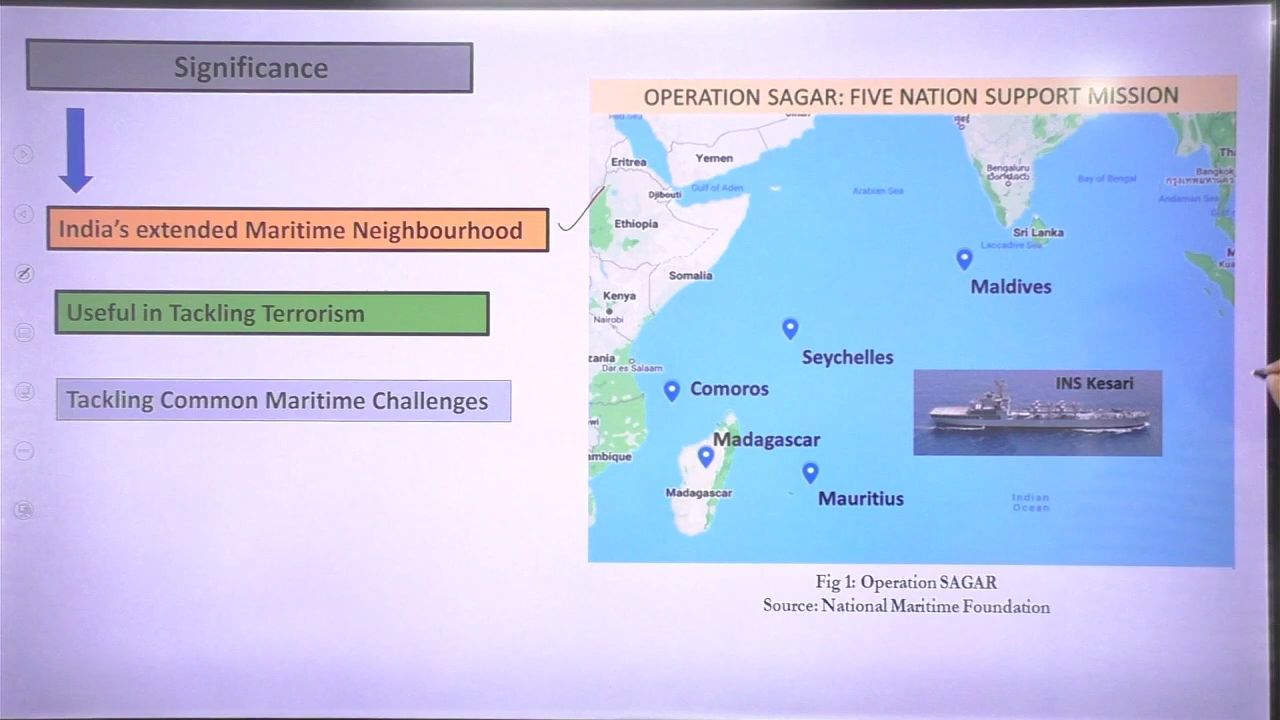 Significance
India's extended Maritime Neighbourhood
Useful in Tackling Terrorism
Tackling Common Maritime Challenges
OPERATION SAGAR: FIVE NATION SUPPORT MISSION
Red Sea
Eritrea
Yemen
Djibouti
Gulf of Aden
Ethiopia
Somalia
Kenya
Nairobi
zania
Dar es Salaam
ambique
Arabian Sea
Bengaluru
ಬೆಂಗಳೂರು
Bay of Bengal
Bangkok
Andaman Sea
Sri Lanka
Laccadive Sea
Maldives
Seychelles
Comoros
Madagascar
Madagascar
Mauritius
INS Kesari
Indian
Ocean
Fig 1: Operation SAGAR
Source: National Maritime Foundation